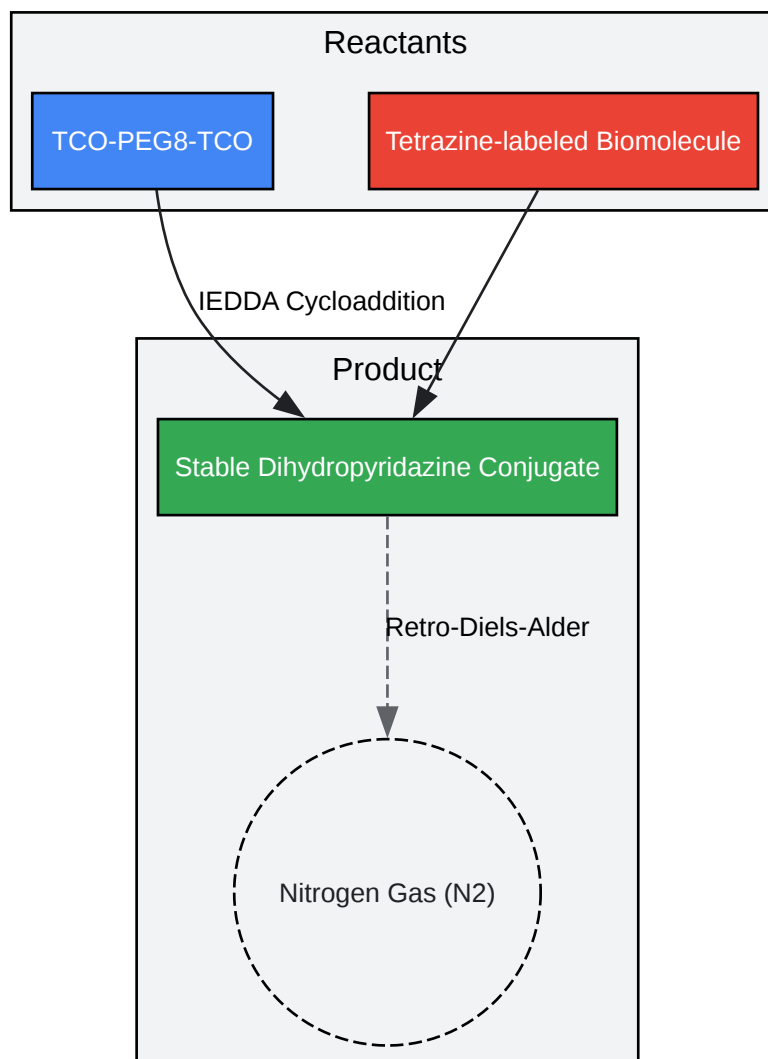 Reactants
TCO-PEG8-TCO
Tetrazine-labeled Biomolecule
IEDDA Cycloaddition
Product
Stable Dihydropyridazine Conjugate
Retro-Diels-Alder
Nitrogen Gas (N2)